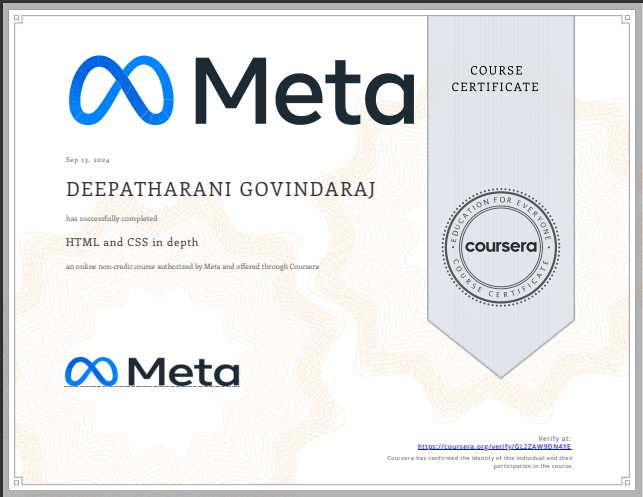 Meta
COURSE
CERTIFICATE
Sep 13, 2024
DEEPATHARANI GOVINDARAJ
has successfully completed
HTML and CSS in depth
an online non-credit course authorized by Meta and offered through Coursera
EDUCATION FOR EVERYONE
coursera
COURSE CERTIFICATE
Meta
Verify at:
https://coursera.org/verify/GL2ZAW9DN4YE
Coursera has confirmed the identity of this individual and their
participation in the course.